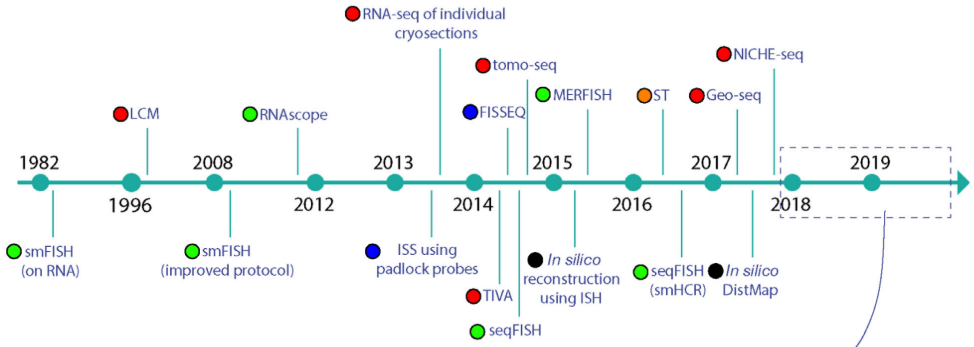 RNA-seq of individual
cryosections
NICHE-seq
tomo-seq
MERFISH
ST
Geo-seq
LCM
RNAscope
FISSEQ
1982
2008
2013
2015
2017
2019
1996
2012
2014
2016
2018
smFISH
(on RNA)
smFISH
(improved protocol)
ISS using
padlock probes
In silico
reconstruction
using ISH
seqFISH
(smHCR)
In silico
DistMap
TIVA
seqFISH